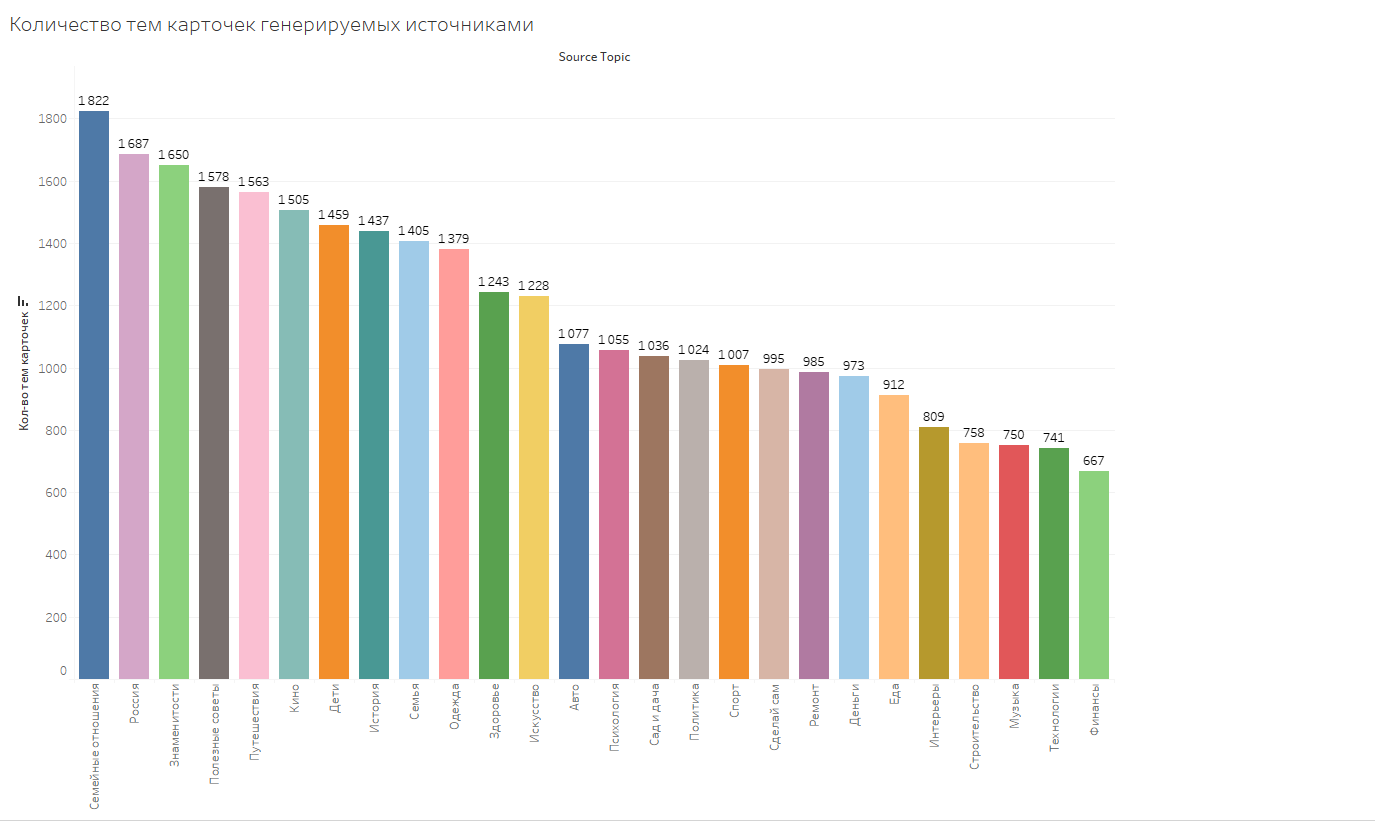 Количество тем карточек генерируемых источниками
Source Topic
Кол-во тем карточек
1800
1600
1400
1200
1000
800
600
400
200
0
1 822
1 687
1 650
1 578
1 563
1 505
1 459
1 437
1 405
1 379
1 243
1 228
1 077
1 055
1 036
1 024
1 007
995
985
973
912
809
758
750
741
667
Семейные отношения
Россия
Знаменитости
Полезные советы
Путешествия
Кино
Дети
История
Семья
Одежда
Здоровье
Искусство
Авто
Психология
Сад и дача
Политика
Спорт
Сделай сам
Ремонт
Деньги
Еда
Интерьеры
Строительство
Музыка
Технологии
Финансы